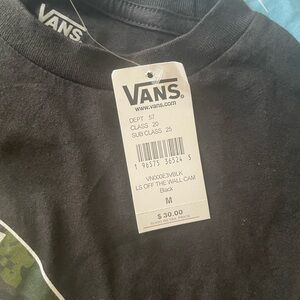 VANS
VANS
www.vans.com
DEPT 57
CLASS 20
SUB CLASS 25
1 96573 36524 5
VN000E3VBLK
LS OFF THE WALL CAM
Black
M
$ 30.00